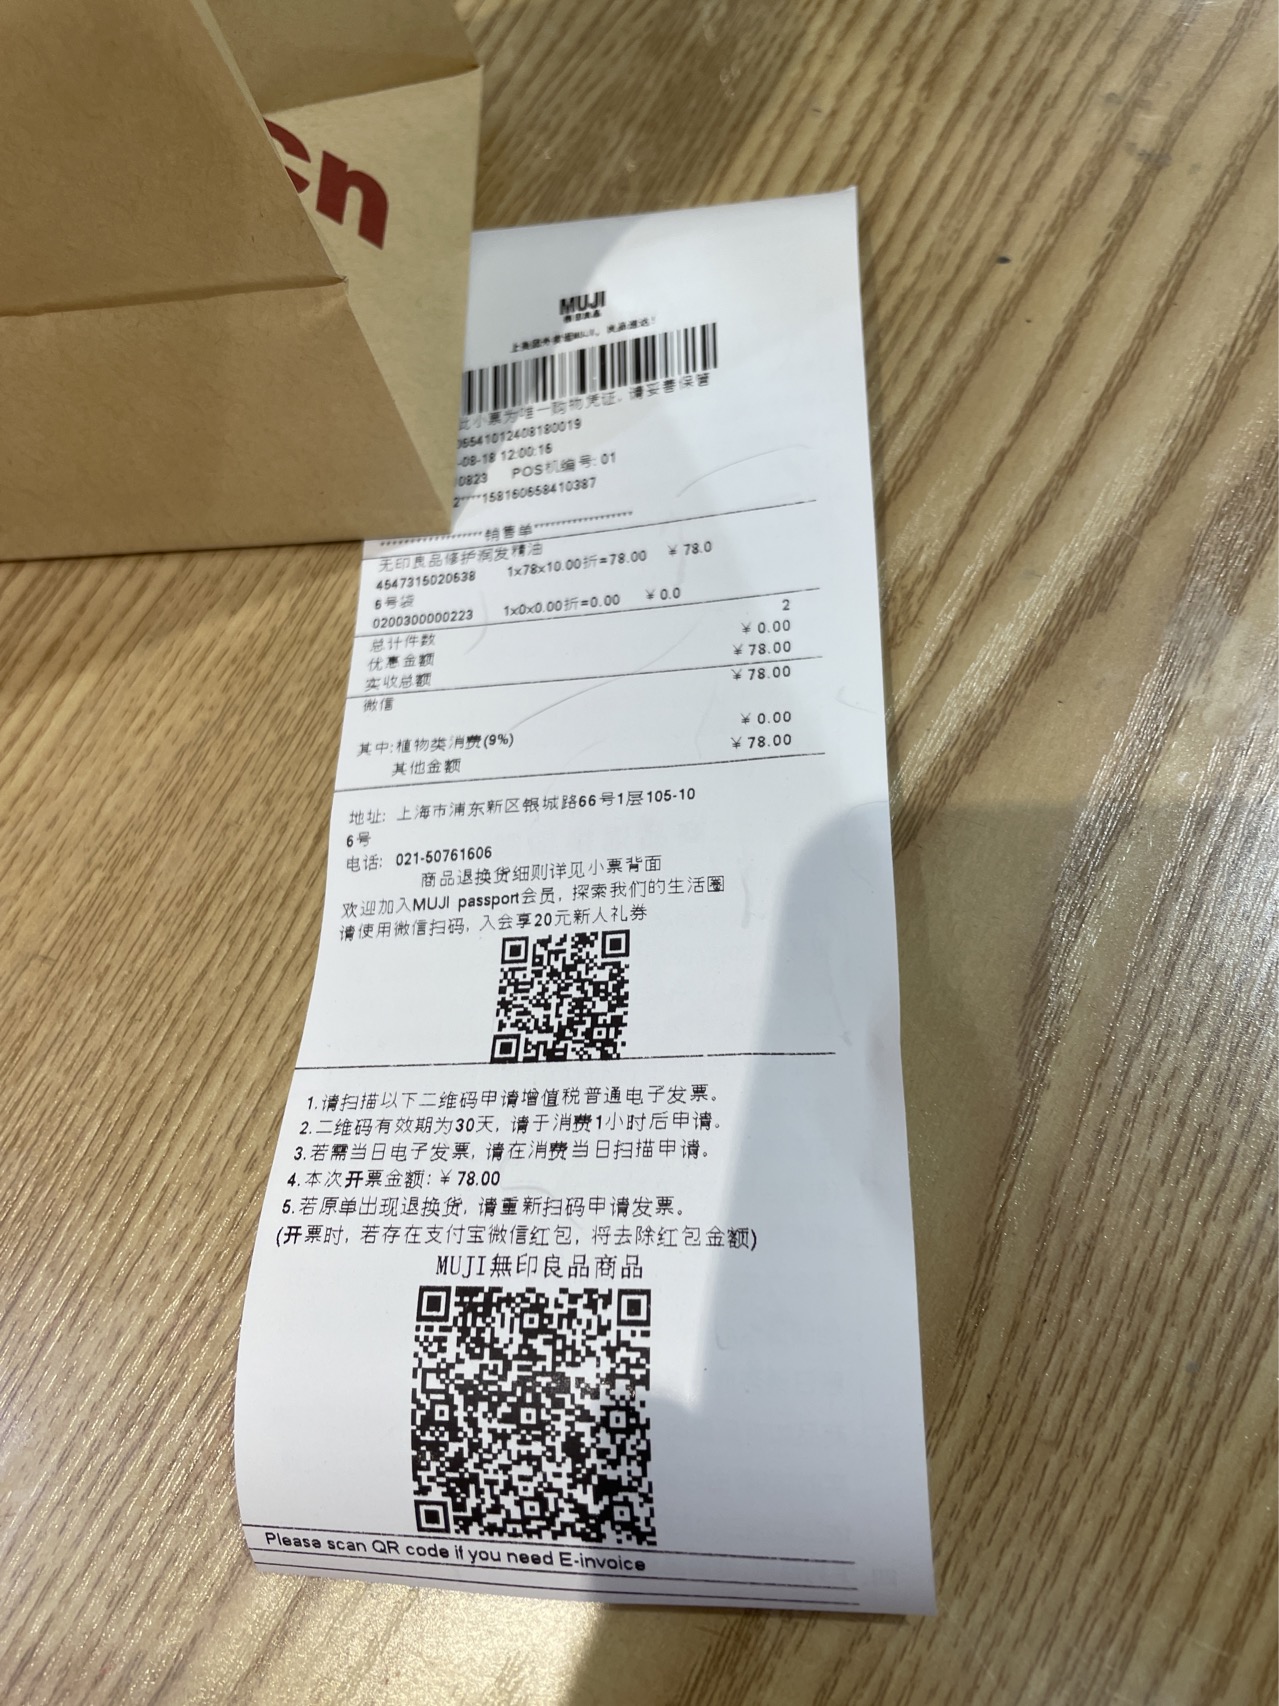 cn
MUJI
無印良品
此小票为唯一购物凭证, 请妥善保管
06541012408180019
-08-18 12:00:16
00823 POS机编号: 01
2****158160658410387
******************销售单******************
无印良品修护润发精油
4547315020638 1x78x10.00折=78.00 ¥ 78.0
6号袋
0200300000223 1x0x0.00折=0.00 ¥ 0.0
总计件数 2
优惠金额 ¥ 0.00
实收总额 ¥ 78.00
微信 ¥ 78.00
其中:植物类消费(9%) ¥ 0.00
其他金额 ¥ 78.00
地址: 上海市浦东新区银城路66号1层105-10
6号
电话: 021-50761606
商品退换货细则详见小票背面
欢迎加入MUJI passport会员, 探索我们的生活圈
请使用微信扫码, 入会享20元新人礼券
1.请扫描以下二维码申请增值税普通电子发票。
2.二维码有效期为30天, 请于消费1小时后申请。
3.若需当日电子发票, 请在消费当日扫描申请。
4.本次开票金额: ¥ 78.00
5.若原单出现退换货, 请重新扫码申请发票。
(开票时, 若存在支付宝微信红包, 将去除红包金额)
MUJI無印良品商品
Please scan QR code if you need E-invoice